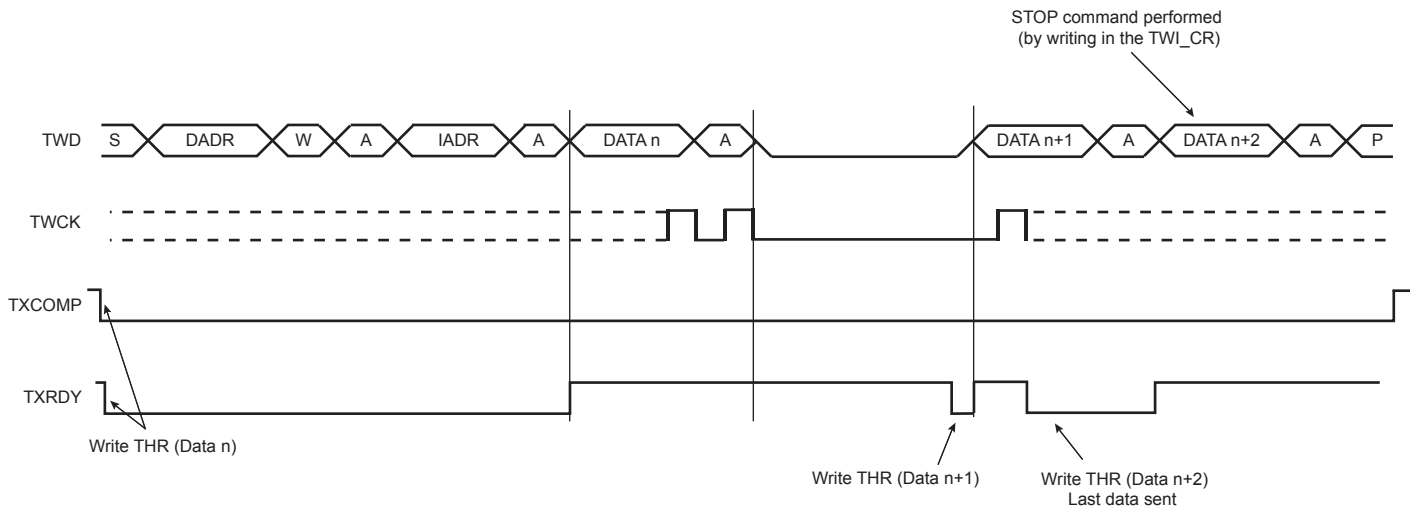 STOP command performed
(by writing in the TWI_CR)
TWD S DADR W A IADR A DATA n A DATA n+1 A DATA n+2 A P
TWCK
TXCOMP
TXRDY
Write THR (Data n)
Write THR (Data n+1)
Write THR (Data n+2)
Last data sent